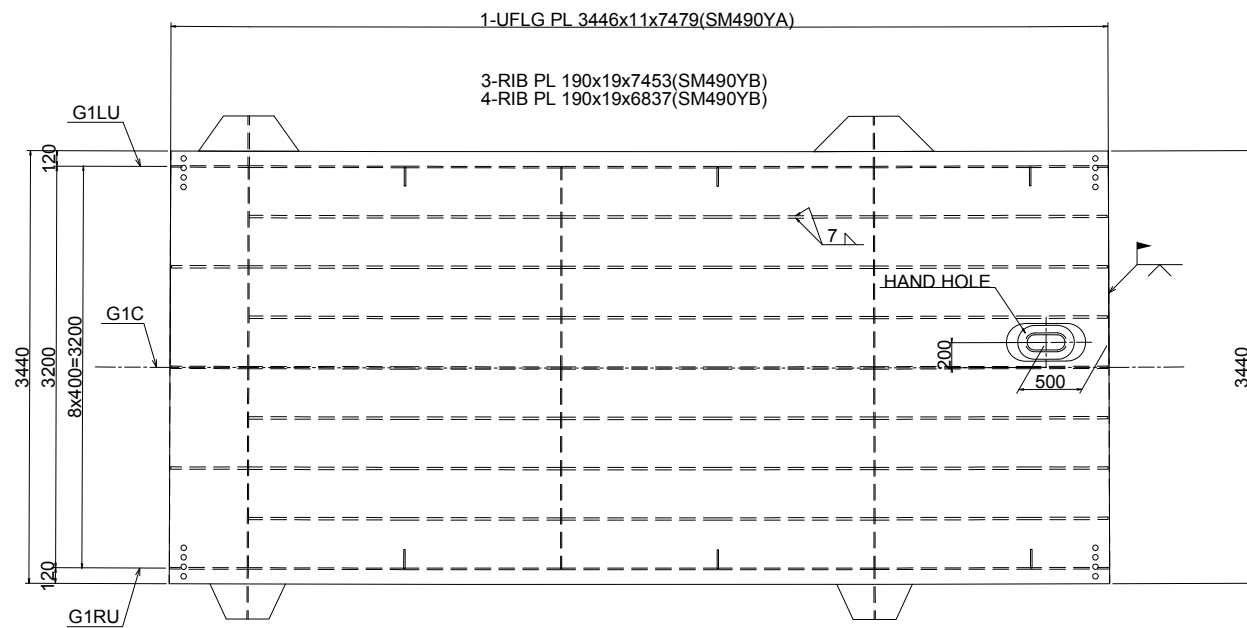 1-UFLG PL 3446x11x7479(SM490YA)
3-RIB PL 190x19x7453(SM490YB)
4-RIB PL 190x19x6837(SM490YB)
G1LU
120
7
HAND HOLE
G1C
3440
3200
8x400=3200
200
500
3440
120
G1RU